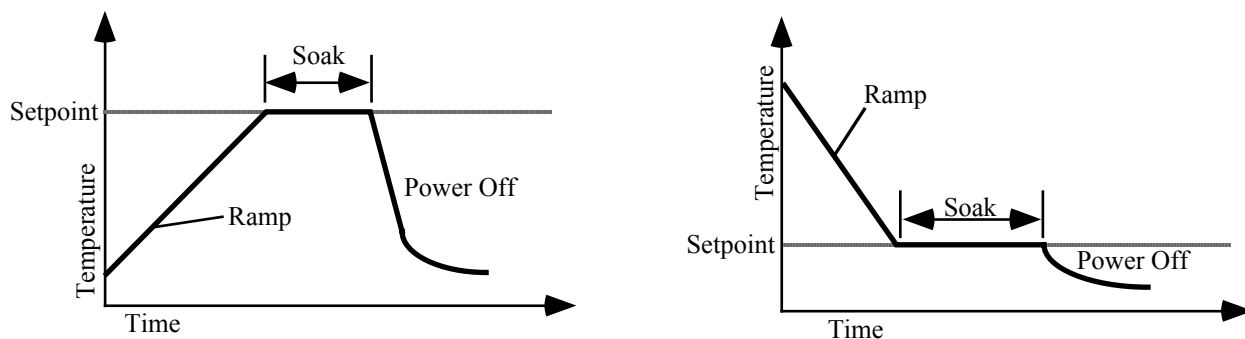 Soak
Setpoint
Temperature
Ramp
Power Off
Time
Temperature
Ramp
Soak
Setpoint
Power Off
Time